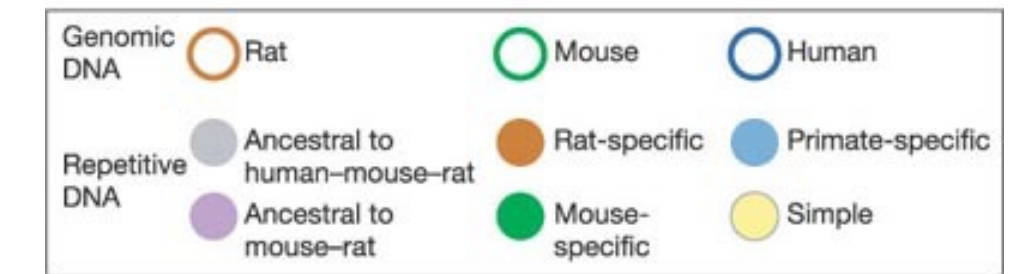 Genomic DNA
Rat
Mouse
Human
Repetitive DNA
Ancestral to
human–mouse–rat
Rat-specific
Primate-specific
Ancestral to
mouse–rat
Mouse-
specific
Simple